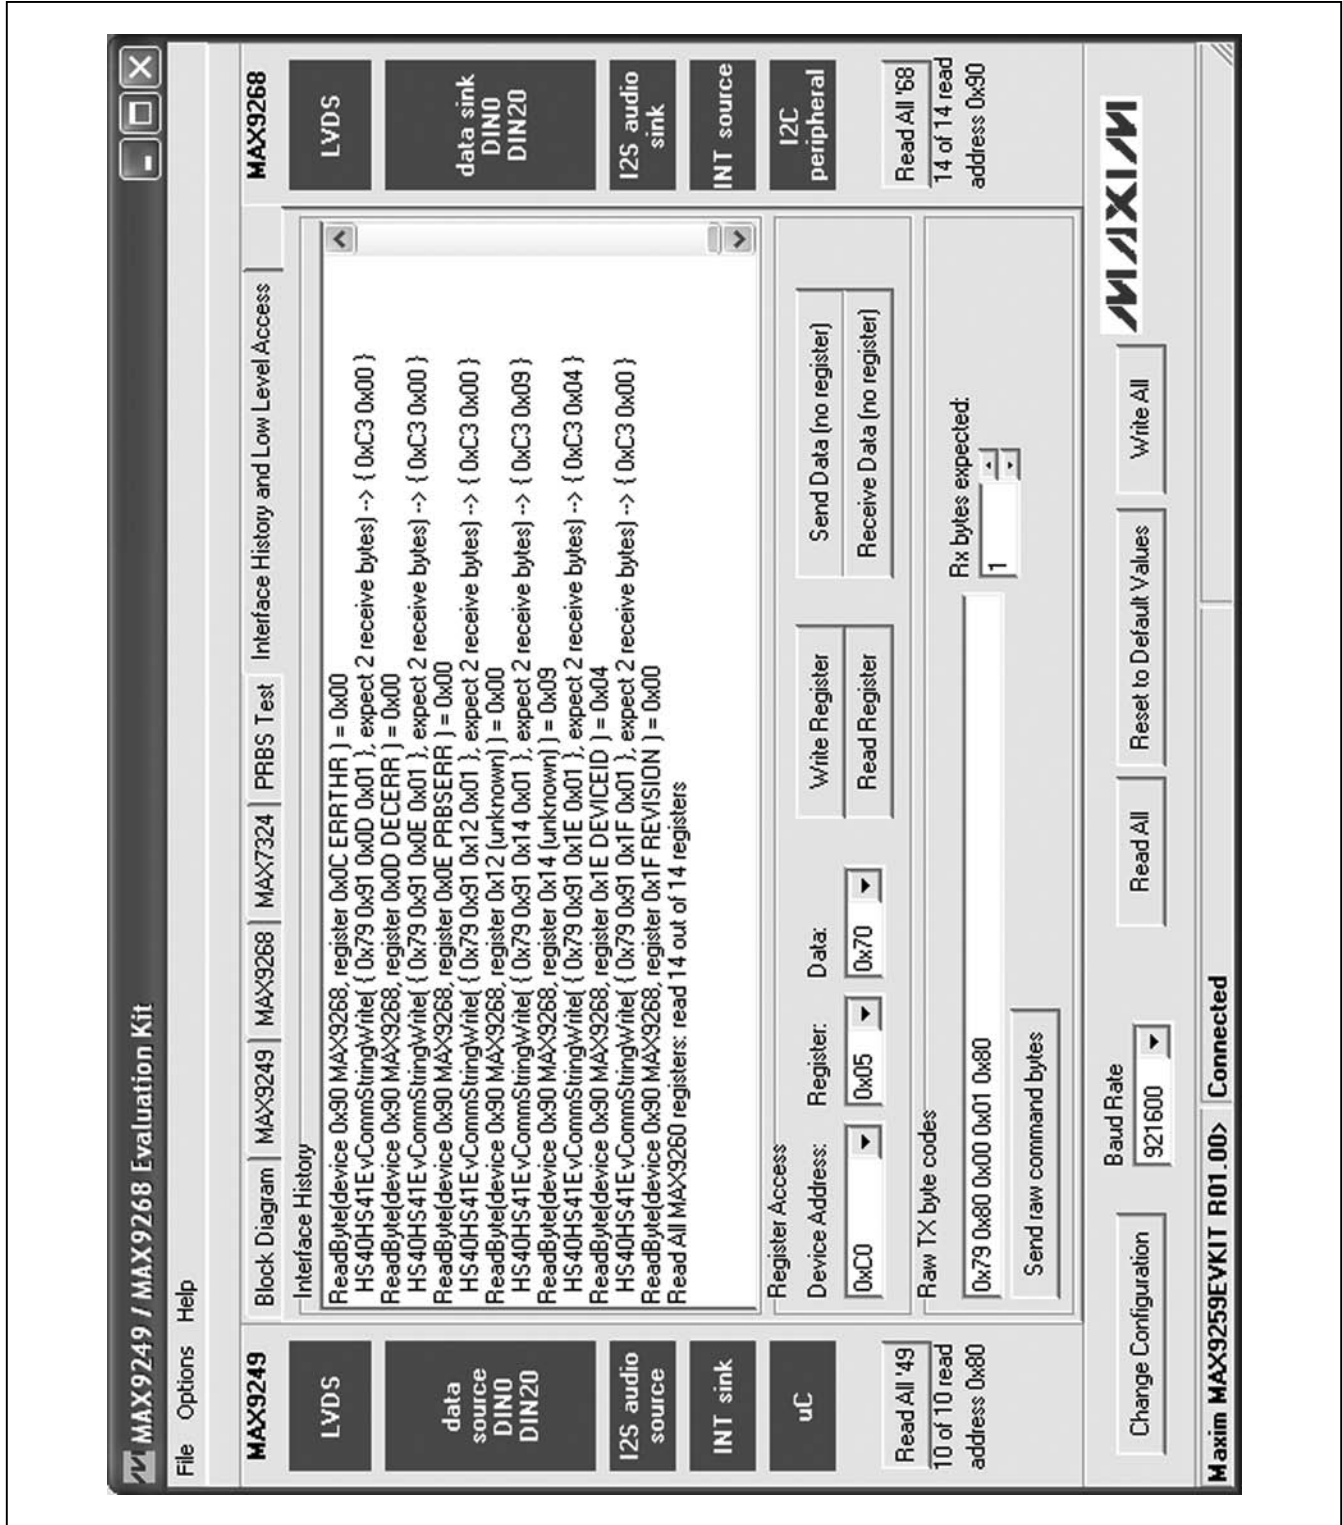 MAX9249 / MAX9268 Evaluation Kit
File Options Help
MAX9249
LVDS
data
source
DIN0
DIN20
I2S audio
source
INT sink
uC
Read All '49
10 of 10 read
address 0x80
Block Diagram MAX9249 MAX9268 MAX7324 PRBS Test Interface History and Low Level Access
Interface History
ReadByte(device 0x90 MAX9268, register 0x0C ERRTHR ) = 0x00
HS40HS41EvCommStringWrite( { 0x79 0x91 0x0D 0x01 }, expect 2 receive bytes) --> { 0xC3 0x00 }
ReadByte(device 0x90 MAX9268, register 0x0D DECERR ) = 0x00
HS40HS41EvCommStringWrite( { 0x79 0x91 0x0E 0x01 }, expect 2 receive bytes) --> { 0xC3 0x00 }
ReadByte(device 0x90 MAX9268, register 0x0E PRBSERR ) = 0x00
HS40HS41EvCommStringWrite( { 0x79 0x91 0x12 0x01 }, expect 2 receive bytes) --> { 0xC3 0x00 }
ReadByte(device 0x90 MAX9268, register 0x12 (unknown) ) = 0x00
HS40HS41EvCommStringWrite( { 0x79 0x91 0x14 0x01 }, expect 2 receive bytes) --> { 0xC3 0x09 }
ReadByte(device 0x90 MAX9268, register 0x14 (unknown) ) = 0x09
HS40HS41EvCommStringWrite( { 0x79 0x91 0x1E 0x01 }, expect 2 receive bytes) --> { 0xC3 0x04 }
ReadByte(device 0x90 MAX9268, register 0x1E DEVICEID ) = 0x04
HS40HS41EvCommStringWrite( { 0x79 0x91 0x1F 0x01 }, expect 2 receive bytes) --> { 0xC3 0x00 }
ReadByte(device 0x90 MAX9268, register 0x1F REVISION ) = 0x00
Read All MAX9260 registers: read 14 out of 14 registers
Register Access
Device Address: Register: Data:
0xC0 0x05 0x70
Write Register
Read Register
Send Data (no register)
Receive Data (no register)
Raw TX byte codes
0x79 0x80 0x00 0x01 0x80
Rx bytes expected:
1
Send raw command bytes
MAX9268
LVDS
data sink
DIN0
DIN20
I2S audio
sink
INT source
I2C
peripheral
Read All '68
14 of 14 read
address 0x90
Change Configuration
Baud Rate
921600
Read All
Reset to Default Values
Write All
MAXIM
Maxim MAX9259EVKIT R01.00> Connected